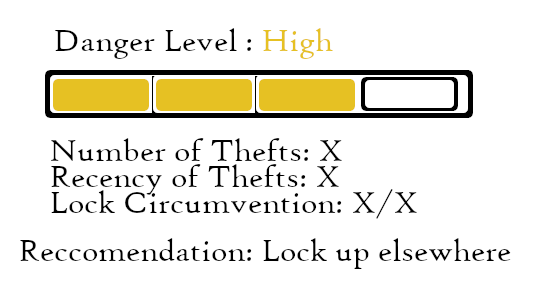 Danger Level : High
Number of Thefts: X
Recency of Thefts: X
Lock Circumvention: X/X
Reccomendation: Lock up elsewhere